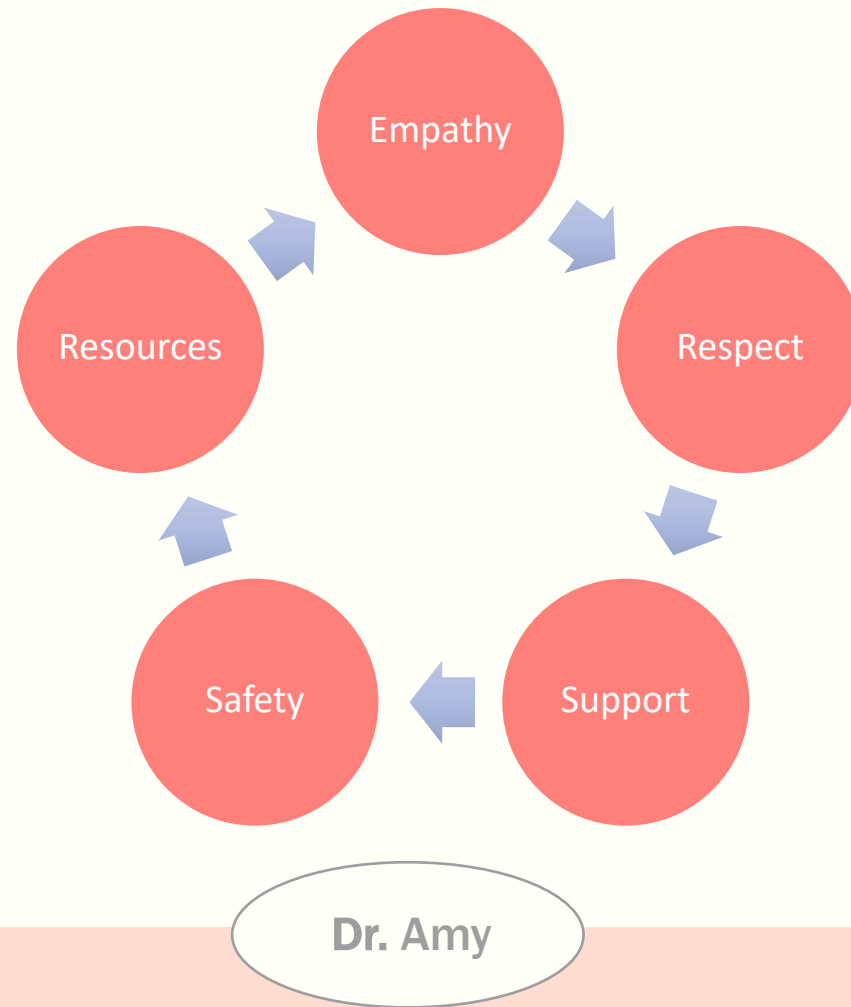 Empathy
Respect
Support
Safety
Resources
Dr. Amy